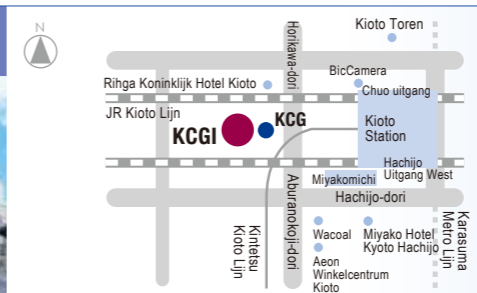 N
Kioto Toren
Horikawa-dori
BicCamera
Rihga Koninklijk Hotel Kioto
Chuo uitgang
JR Kioto Lijn
KCG
KCGI
Kioto
Station
Hachijo
Uitgang West
Miyakomichi
Hachijo-dori
Aburanokoji-dori
Kintetsu
Kioto Lijn
Karasuma
Metro Lijn
Wacoal
Miyako Hotel
Kyoto Hachijo
Aeon
Winkelcentrum
Kioto